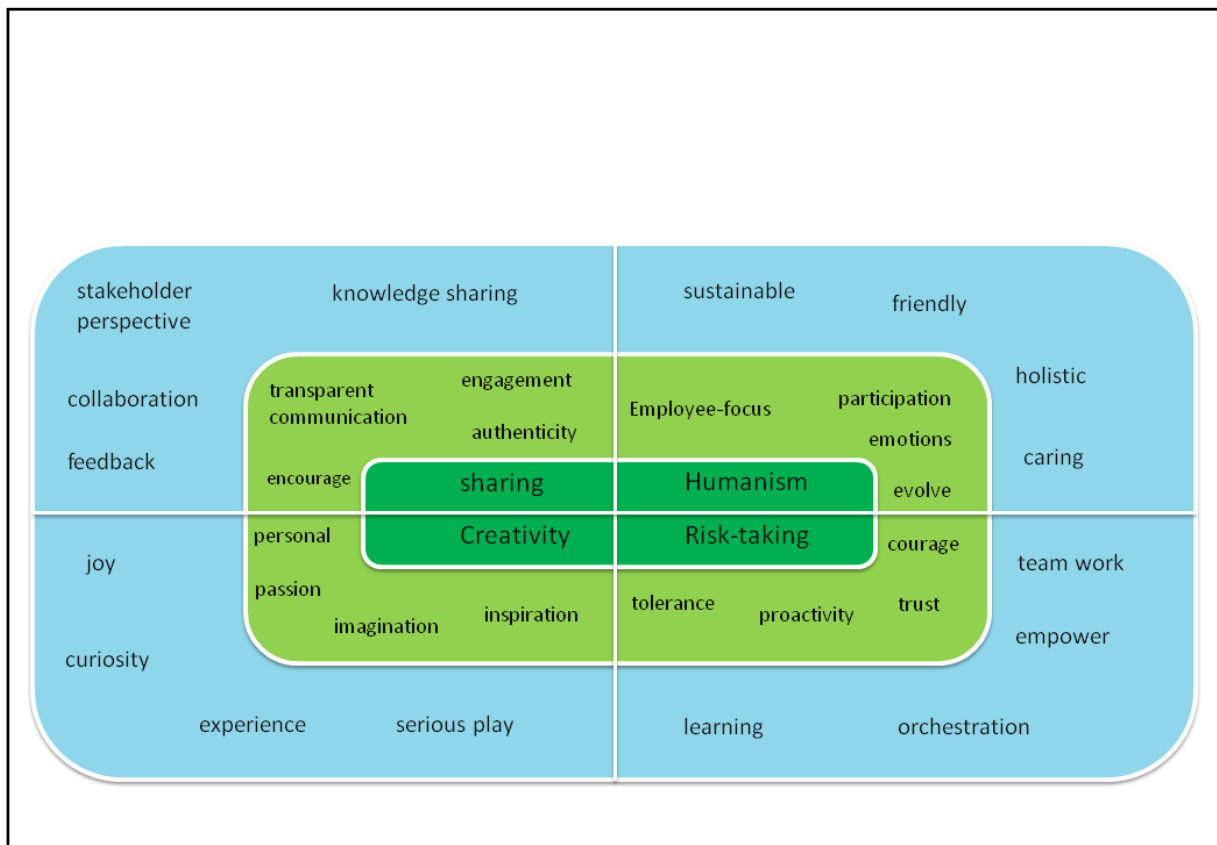 stakeholder
perspective
knowledge sharing
collaboration
feedback
transparent
communication
engagement
authenticity
encourage
sharing
sustainable
friendly
holistic
caring
Employee-focus
participation
emotions
evolve
Humanism
Creativity
personal
passion
imagination
inspiration
joy
curiosity
experience
serious play
Risk-taking
courage
tolerance
proactivity
trust
team work
empower
learning
orchestration